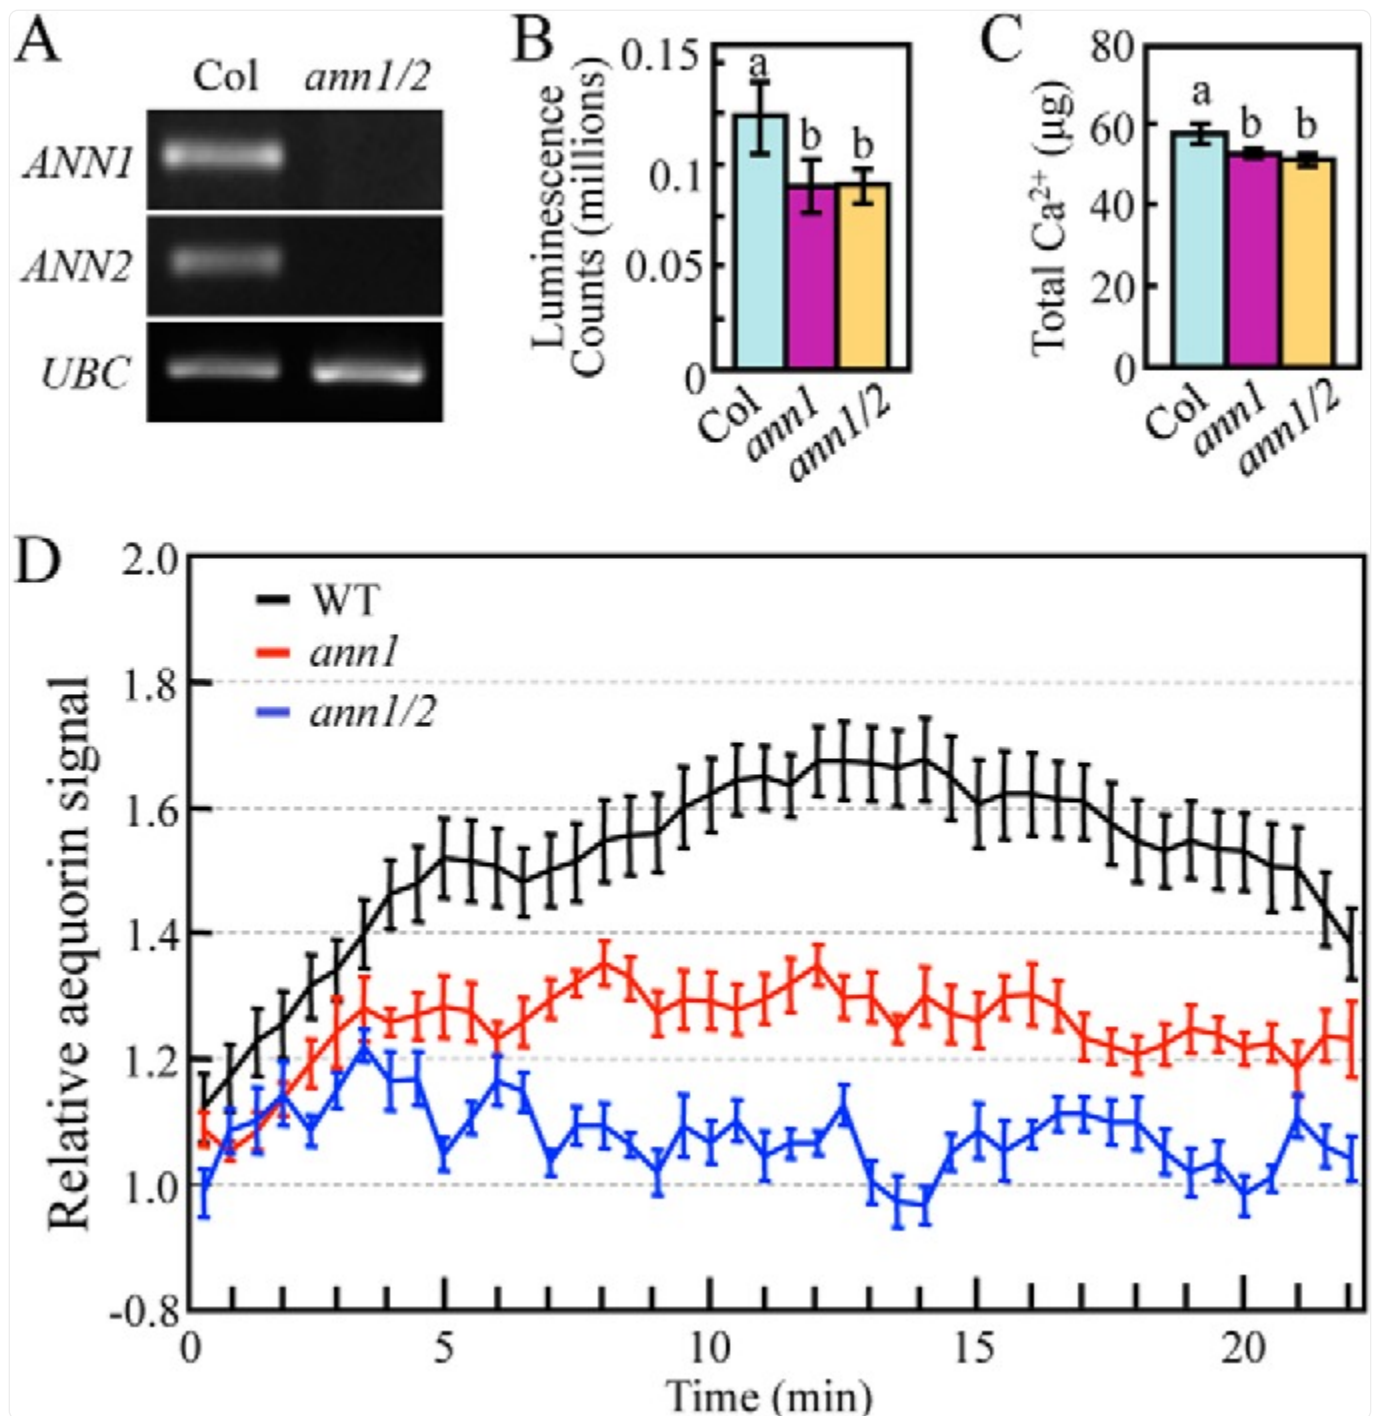 A
Col ann1/2
ANN1
ANN2
UBC
B
Luminescence
Counts (millions)
0.15
0.1
0.05
0
a
b
b
Col
ann1
ann1/2
C
Total Ca²⁺ (µg)
80
60
40
20
0
a
b
b
Col
ann1
ann1/2
D
Relative aequorin signal
2.0
1.8
1.6
1.4
1.2
1.0
-0.8
WT
ann1
ann1/2
0 5 10 15 20
Time (min)